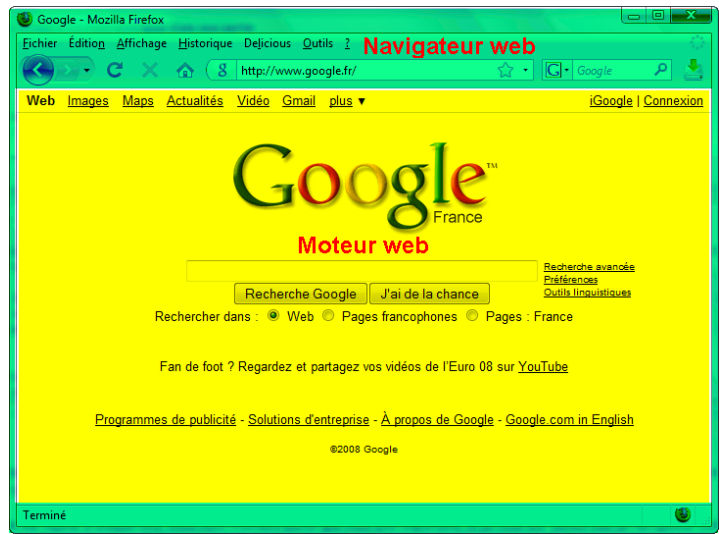 Google - Mozilla Firefox
Fichier Édition Affichage Historique Delicious Outils ? Navigateur web
http://www.google.fr/ G Google
Web Images Maps Actualités Vidéo Gmail plus ▼ iGoogle | Connexion
Google™
France
Moteur web
Recherche avancée
Préférences
Outils linguistiques
Recherche Google J'ai de la chance
Rechercher dans : Web Pages francophones Pages : France
Fan de foot ? Regardez et partagez vos vidéos de l'Euro 08 sur YouTube
Programmes de publicité - Solutions d'entreprise - À propos de Google - Google.com in English
©2008 Google
Terminé